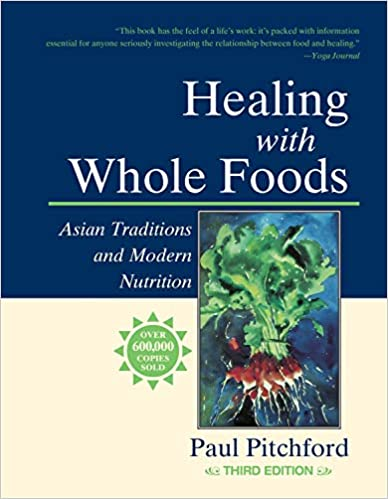 "This book has the feel of a life's work: it's packed with information
essential for anyone seriously investigating the relationship between food and healing."
—Yoga Journal
Healing
with
Whole Foods
Asian Traditions
and Modern
Nutrition
OVER
600,000
COPIES
SOLD
Paul Pitchford
THIRD EDITION